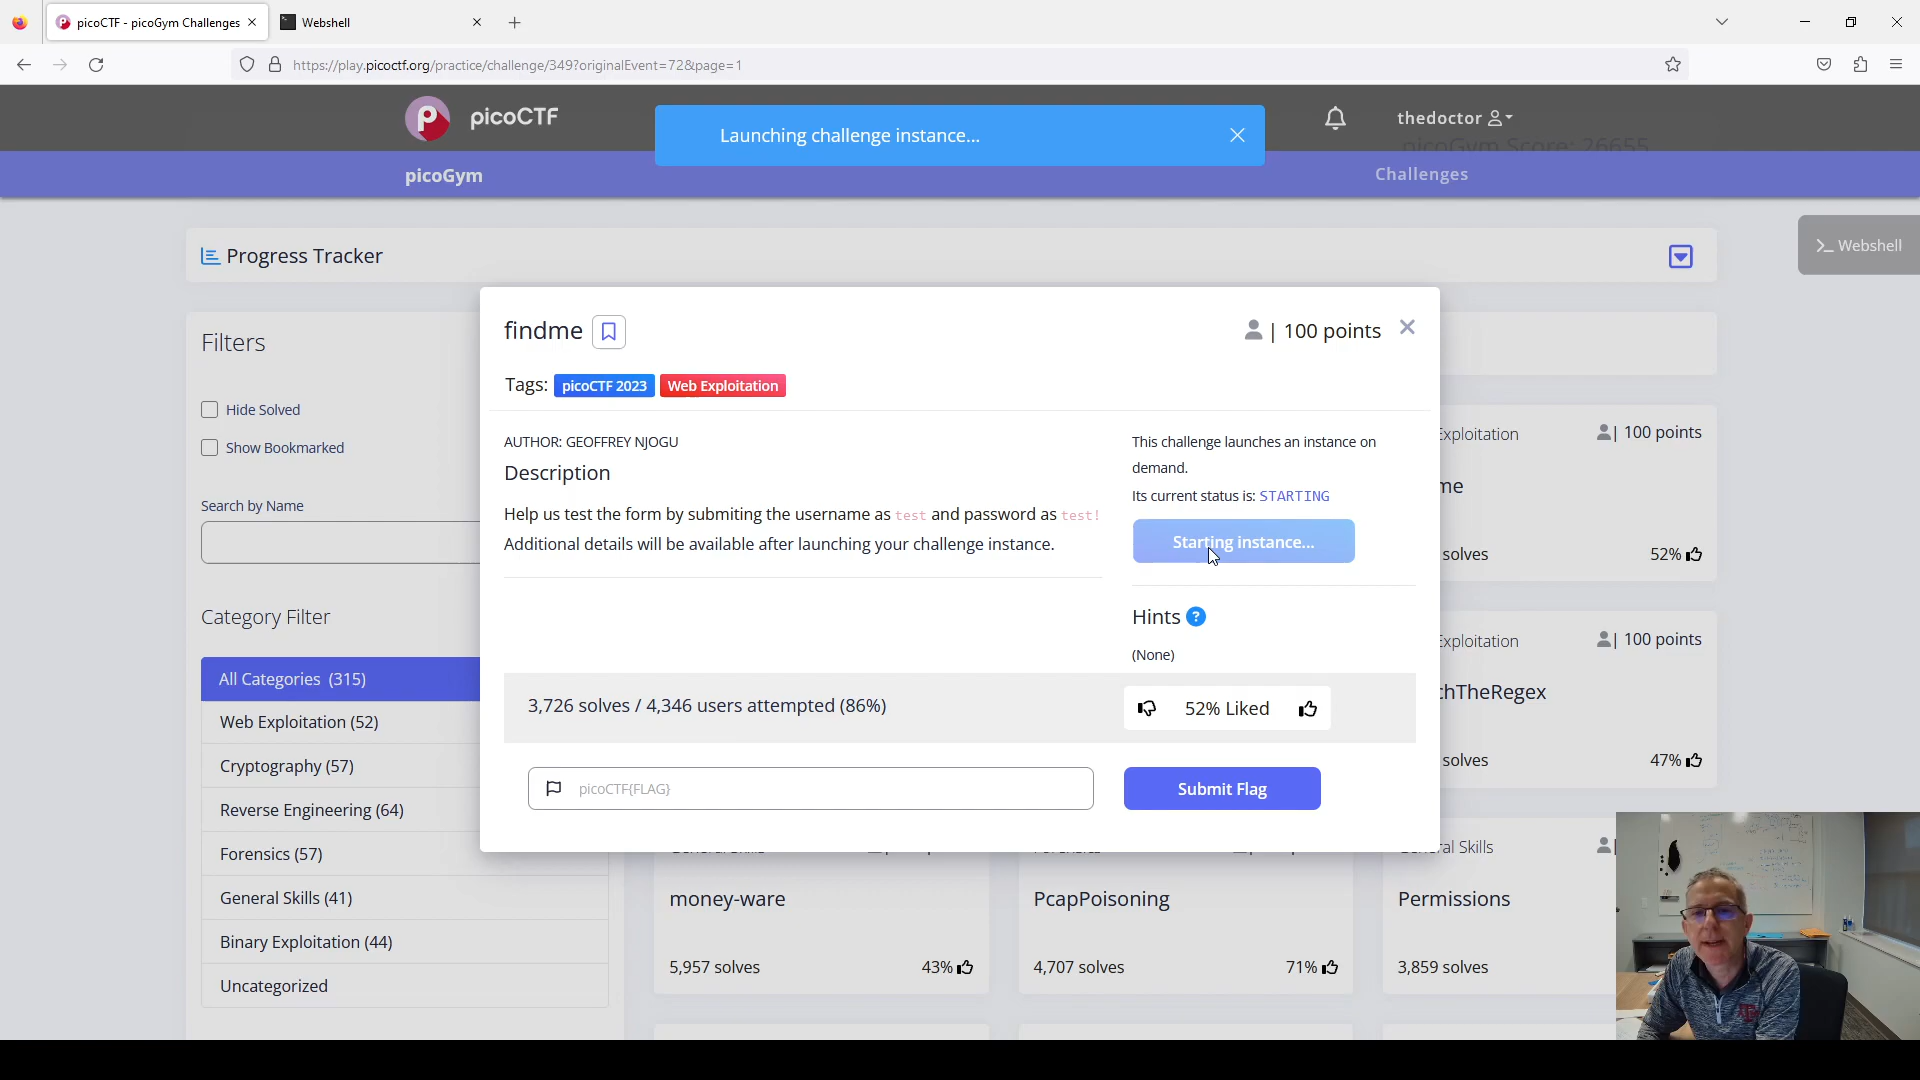 picoCTF - picoGym Challenges
Webshell
https://play.picoctf.org/practice/challenge/349?originalEvent=72&page=1
picoCTF
Launching challenge instance...
thedoctor
picoGym Score: 26655
picoGym
Challenges
Progress Tracker
>_ Webshell
Filters
Hide Solved
Show Bookmarked
Search by Name
Category Filter
All Categories (315)
Web Exploitation (52)
Cryptography (57)
Reverse Engineering (64)
Forensics (57)
General Skills (41)
Binary Exploitation (44)
Uncategorized
findme
| 100 points
Tags: picoCTF 2023 Web Exploitation
AUTHOR: GEOFFREY NJOGU
Description
Help us test the form by submiting the username as test and password as test!
Additional details will be available after launching your challenge instance.
This challenge launches an instance on
demand.
Its current status is: STARTING
Starting instance...
Hints ?
(None)
3,726 solves / 4,346 users attempted (86%)
52% Liked
picoCTF{FLAG}
Submit Flag
Exploitation
| 100 points
me
solves
52%
Exploitation
| 100 points
chTheRegex
solves
47%
money-ware
5,957 solves
43%
PcapPoisoning
4,707 solves
71%
General Skills
Permissions
3,859 solves